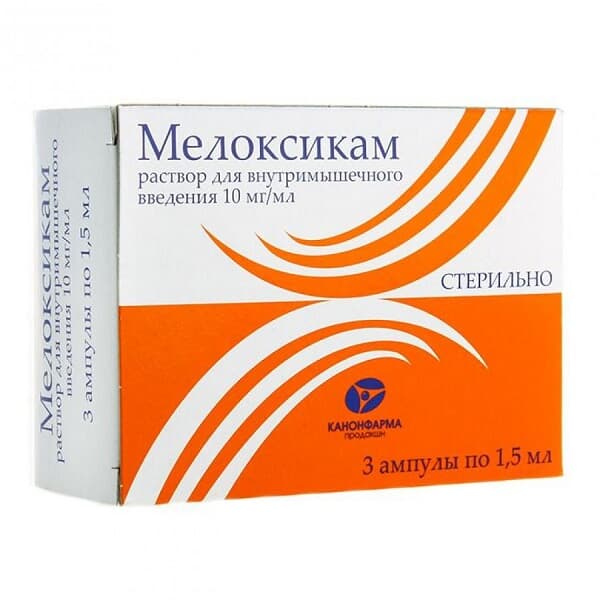 Мелоксикам
раствор для внутримышечного
введения 10 мг/мл
СТЕРИЛЬНО
КАНОНФАРМА
продакшн
3 ампулы по 1,5 мл
Мелоксикам
раствор для внутримышечного
введения 10 мг/мл
3 ампулы по 1,5 мл